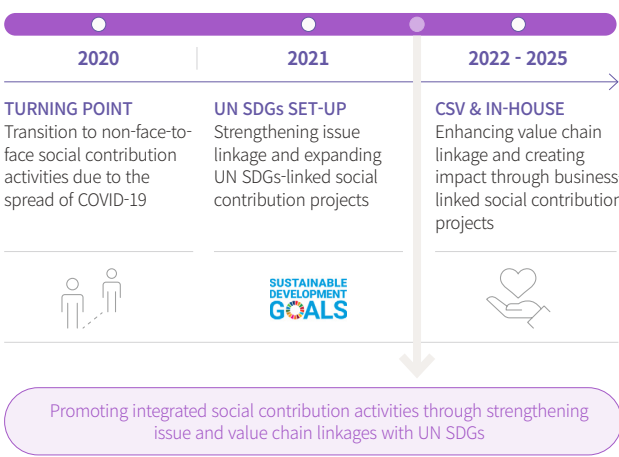 2020
2021
2022 - 2025
TURNING POINT
Transition to non-face-to-
face social contribution
activities due to the
spread of COVID-19
UN SDGs SET-UP
Strengthening issue
linkage and expanding
UN SDGs-linked social
contribution projects
CSV & IN-HOUSE
Enhancing value chain
linkage and creating
impact through business
linked social contribution
projects
SUSTAINABLE
DEVELOPMENT
GOALS
Promoting integrated social contribution activities through strengthening
issue and value chain linkages with UN SDGs